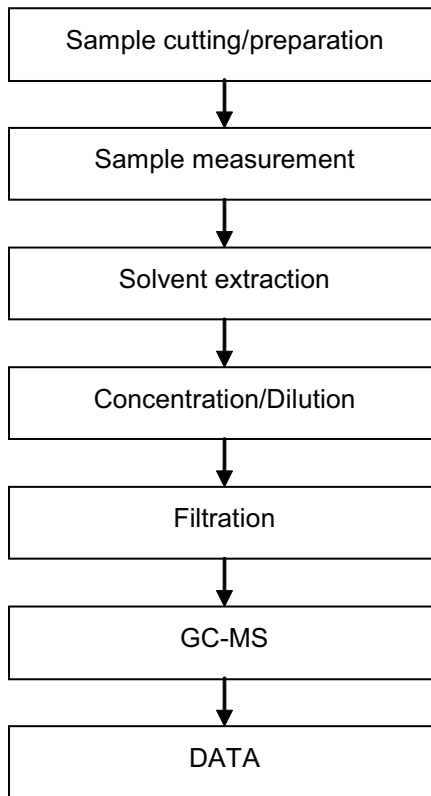 Sample cutting/preparation
Sample measurement
Solvent extraction
Concentration/Dilution
Filtration
GC-MS
DATA